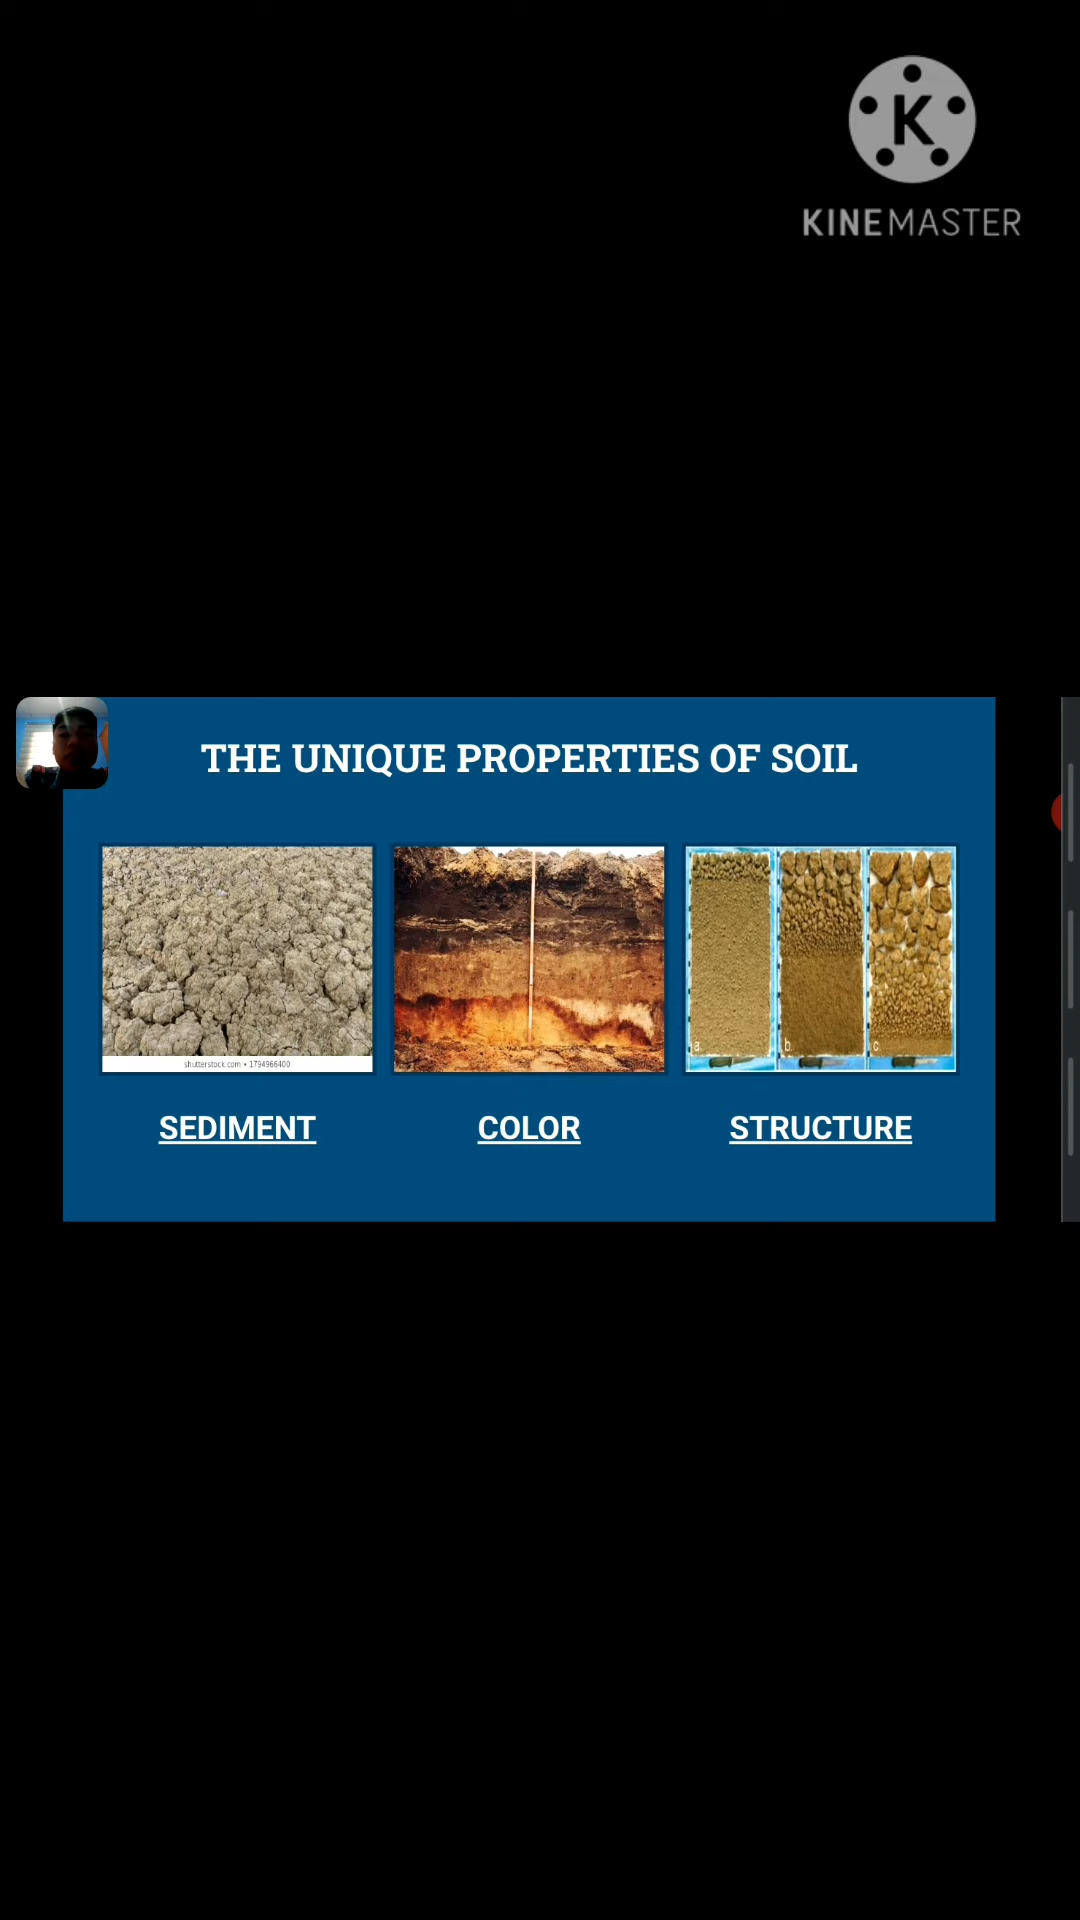 KINEMASTER
THE UNIQUE PROPERTIES OF SOIL
a.
b.
c.
shutterstock.com • 1794966400
SEDIMENT
COLOR
STRUCTURE